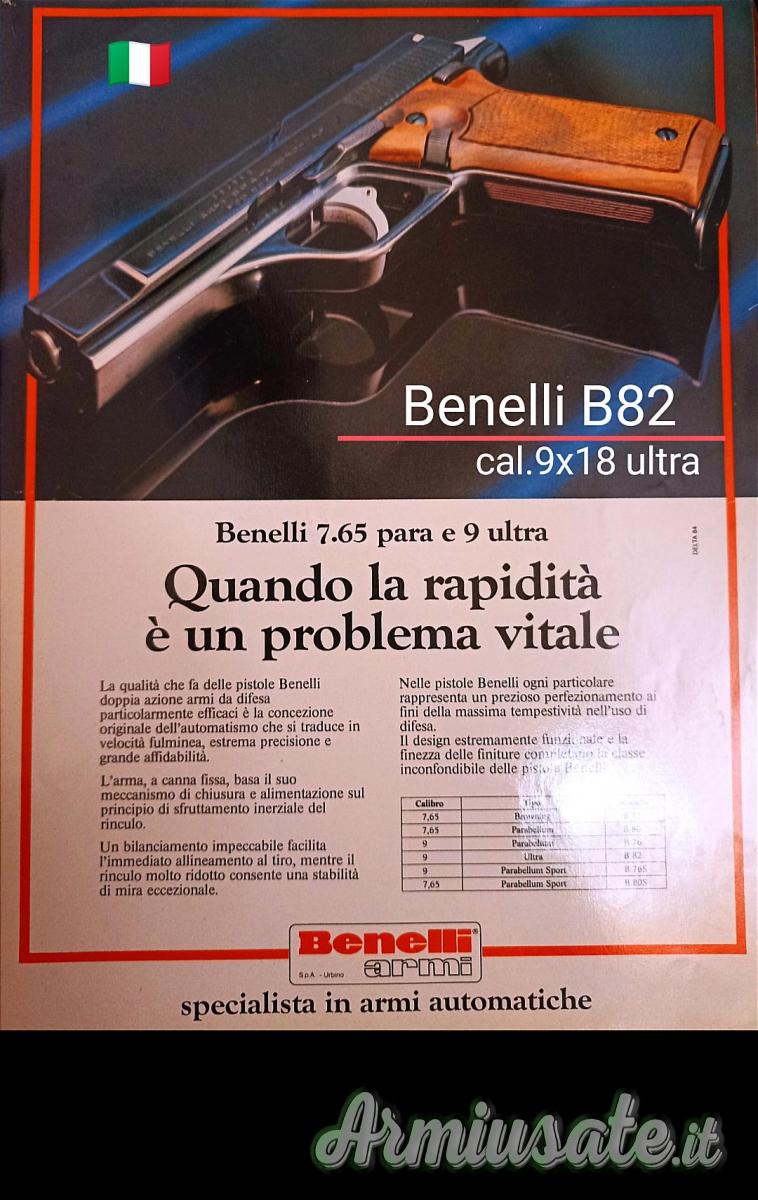 Benelli B82
cal.9x18 ultra
Benelli 7.65 para e 9 ultra
DELTA 84
Quando la rapidità
è un problema vitale
La qualità che fa delle pistole Benelli
doppia azione armi da difesa
particolarmente efficaci è la concezione
originale dell'automatismo che si traduce in
velocità fulminea, estrema precisione e
grande affidabilità.
L'arma, a canna fissa, basa il suo
meccanismo di chiusura e alimentazione sul
principio di sfruttamento inerziale del
rinculo.
Un bilanciamento impeccabile facilita
l'immediato allineamento al tiro, mentre il
rinculo molto ridotto consente una stabilità
di mira eccezionale.
Nelle pistole Benelli ogni particolare
rappresenta un prezioso perfezionamento ai
fini della massima tempestività nell'uso di
difesa.
Il design estremamente funzionale e la
finezza delle finiture completano la classe
inconfondibile delle pistole Benelli
Calibro Tipo
7,65 Browning
7,65 Parabellum B 80
9 Parabellum B 76
9 Ultra B 82
9 Parabellum Sport B 76S
7,65 Parabellum Sport B 80S
Benelli®
S.p.A. - Urbino armi
specialista in armi automatiche
Armiusate.it